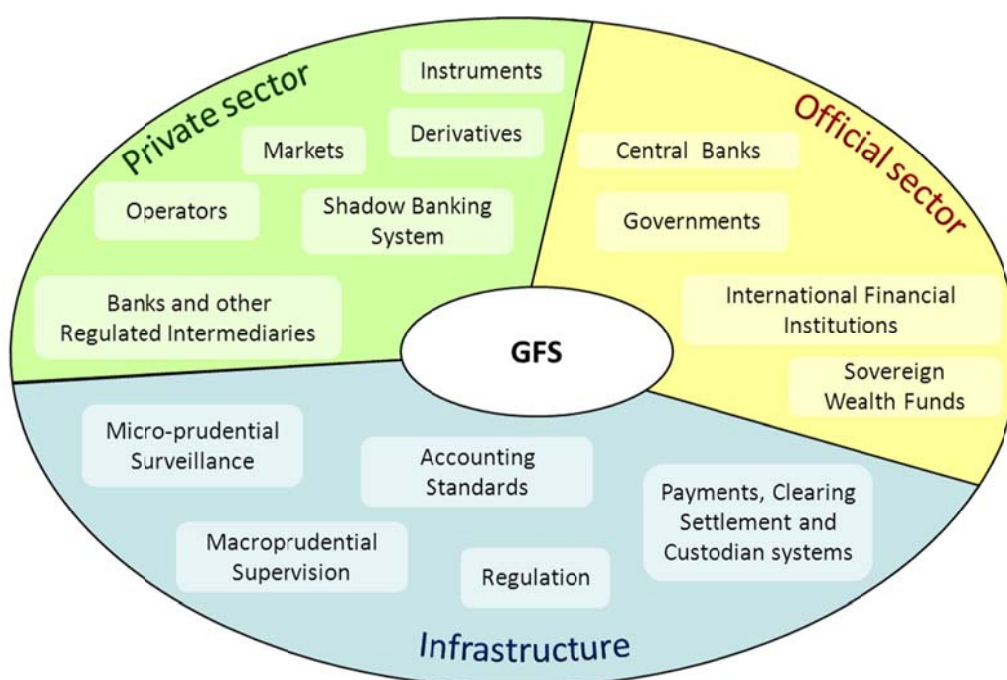 Private sector
Instruments
Derivatives
Markets
Operators
Shadow Banking
System
Banks and other
Regulated Intermediaries
Official sector
Central Banks
Governments
International Financial
Institutions
Sovereign
Wealth Funds
GFS
Micro-prudential
Surveillance
Accounting
Standards
Payments, Clearing
Settlement and
Custodian systems
Macroprudential
Supervision
Regulation
Infrastructure